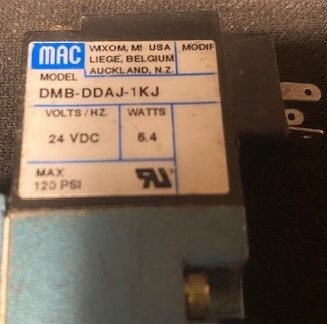 MAC WIXOM, MI. USA MODIF
LIEGE, BELGIUM
AUCKLAND, N.Z.
MODEL
DMB-DDAJ-1KJ
VOLTS/HZ. WATTS
24 VDC 6.4
MAX
120 PSI